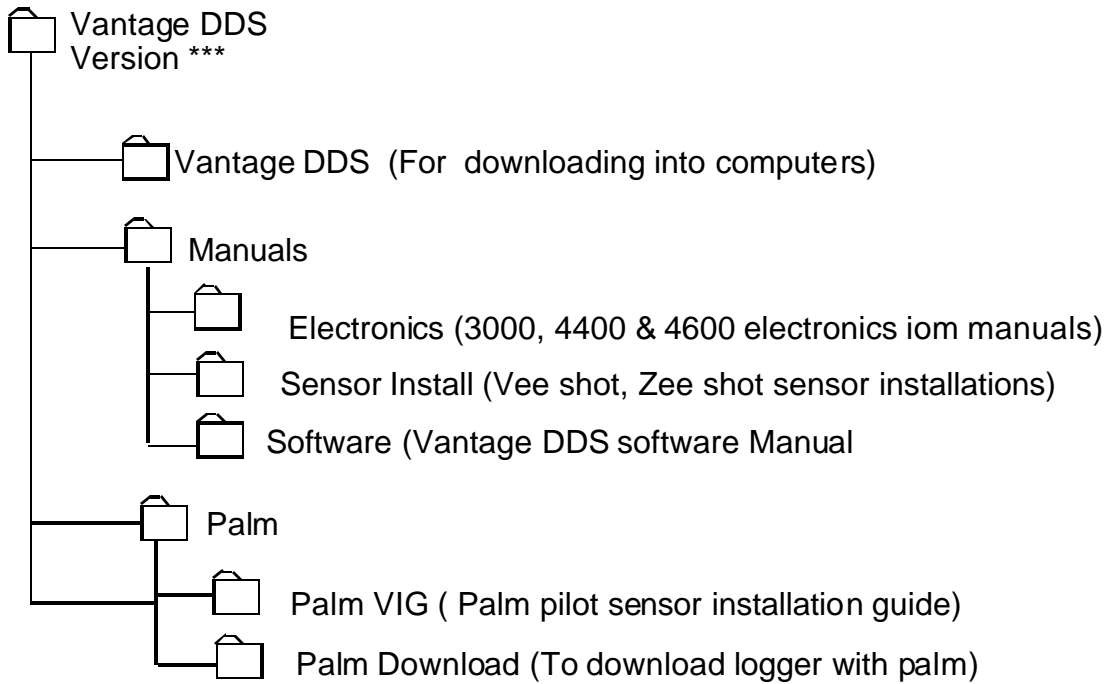 Vantage DDS
Version ***
Vantage DDS (For downloading into computers)
Manuals
Electronics (3000, 4400 & 4600 electronics iom manuals)
Sensor Install (Vee shot, Zee shot sensor installations)
Software (Vantage DDS software Manual
Palm
Palm VIG ( Palm pilot sensor installation guide)
Palm Download (To download logger with palm)